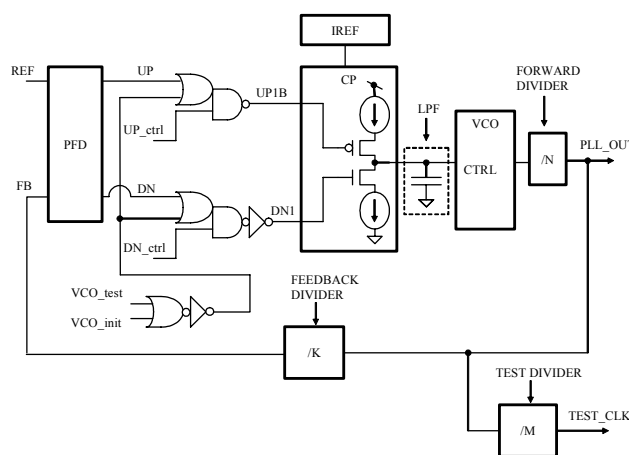 IREF
REF
UP
CP
FORWARD
DIVIDER
UP1B
LPF
VCO
PFD
UP_ctrl
/N
PLL_OUT
CTRL
FB
DN
DN1
DN_ctrl
VCO_test
VCO_init
FEEDBACK
DIVIDER
/K
TEST DIVIDER
/M
TEST_CLK